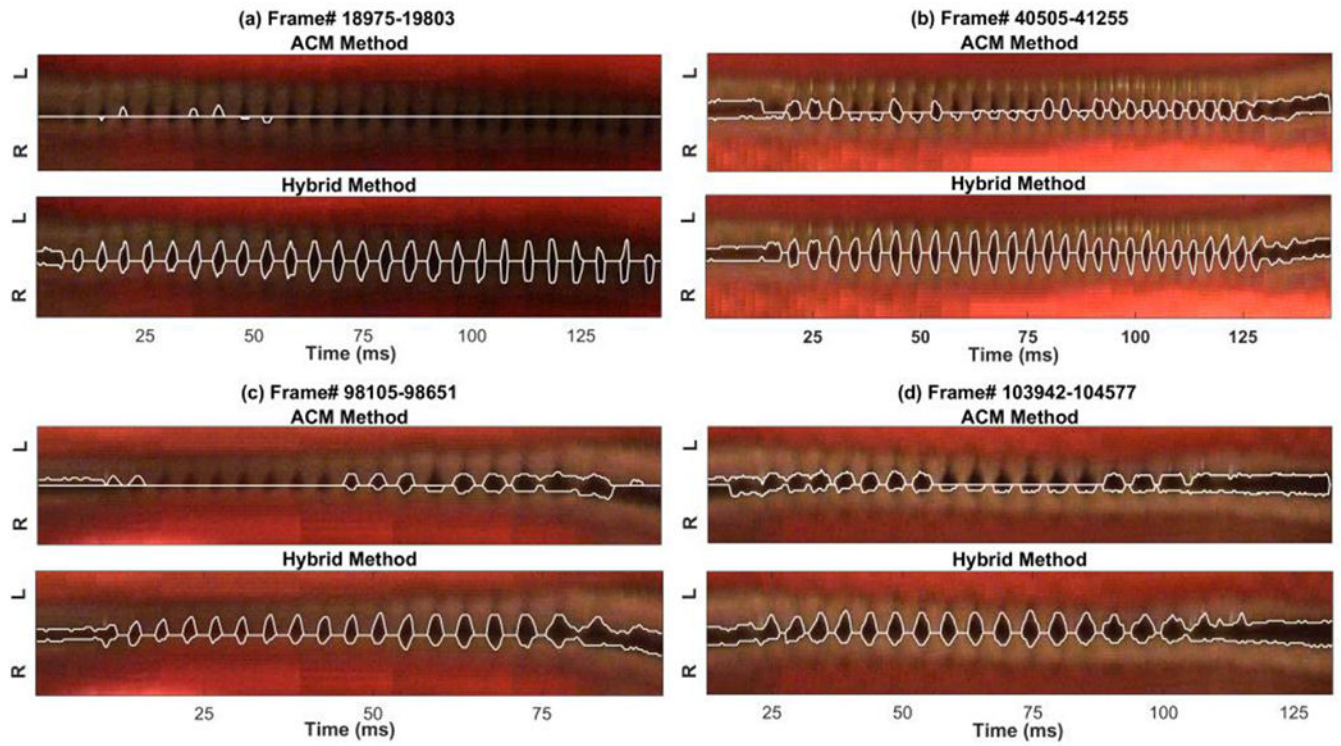 (a) Frame# 18975-19803
ACM Method
L
R
Hybrid Method
L
R
25 50 75 100 125
Time (ms)
(b) Frame# 40505-41255
ACM Method
L
R
Hybrid Method
L
R
25 50 75 100 125
Time (ms)
(c) Frame# 98105-98651
ACM Method
L
R
Hybrid Method
L
R
25 50 75
Time (ms)
(d) Frame# 103942-104577
ACM Method
L
R
Hybrid Method
L
R
25 50 75 100 125
Time (ms)